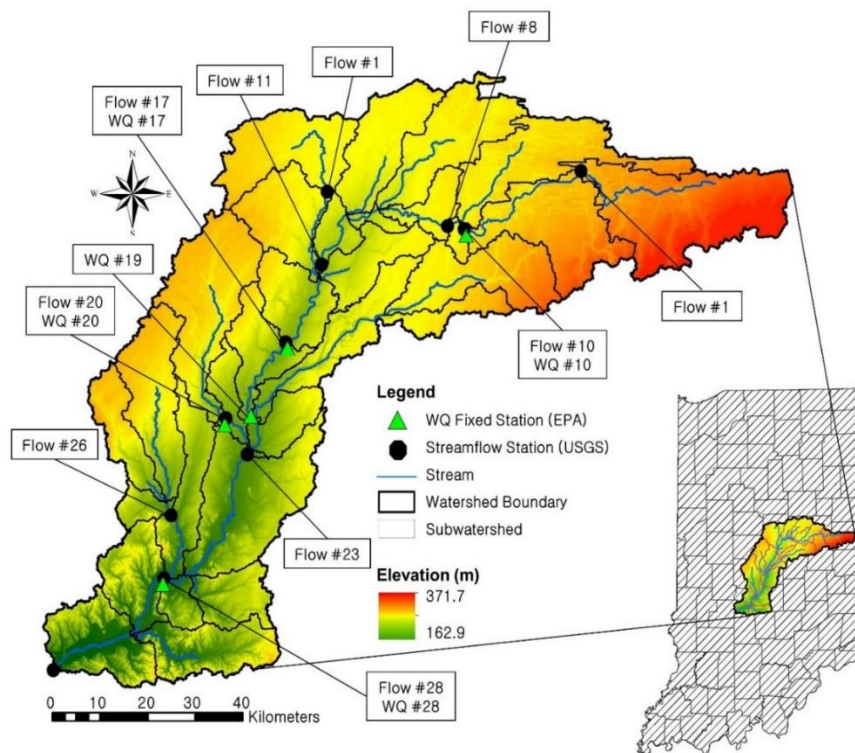 Flow #8
Flow #1
Flow #11
Flow #17
WQ #17
N
W
E
S
WQ #19
Flow #20
WQ #20
Flow #1
Flow #10
WQ #10
Legend
WQ Fixed Station (EPA)
Streamflow Station (USGS)
Stream
Watershed Boundary
Subwatershed
Flow #26
Flow #23
Elevation (m)
371.7
162.9
Flow #28
WQ #28
0 10 20 30 40
Kilometers